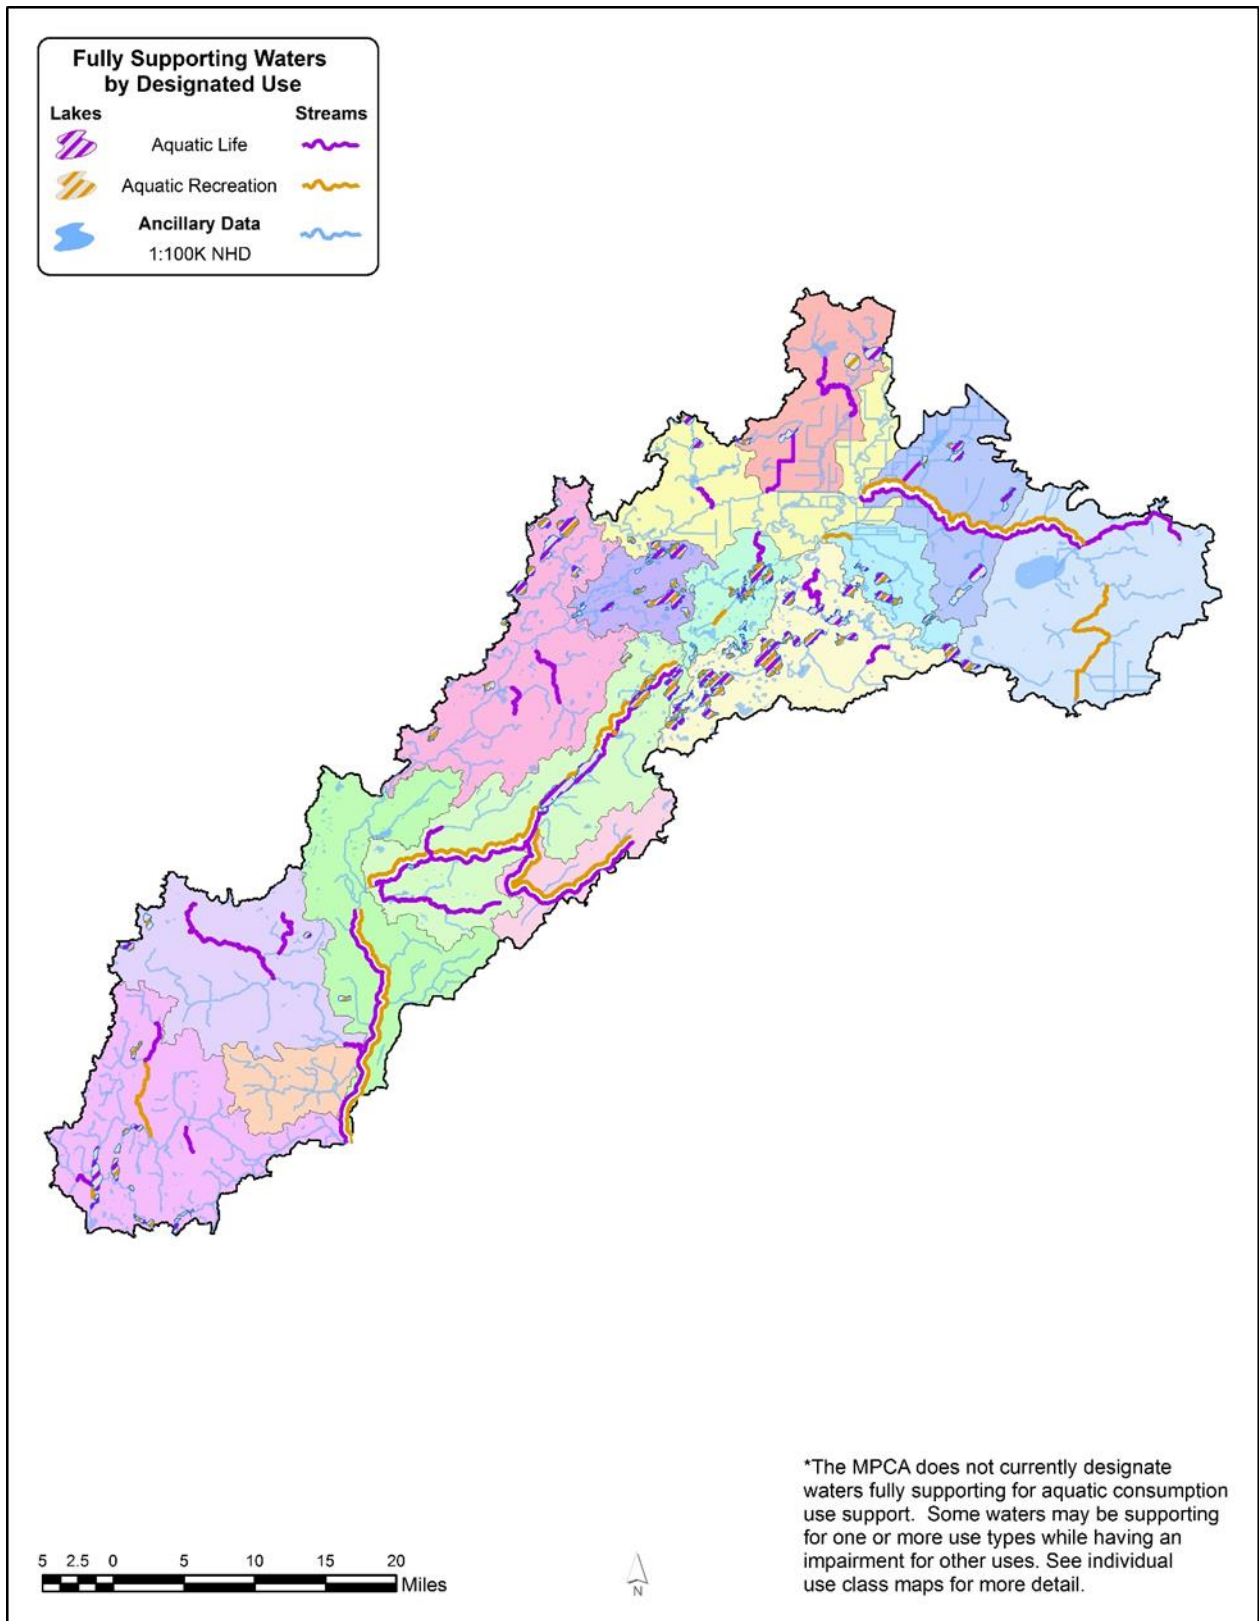 Fully Supporting Waters
by Designated Use
Lakes Streams
Aquatic Life
Aquatic Recreation
Ancillary Data
1:100K NHD
5 2.5 0 5 10 15 20
Miles
N
*The MPCA does not currently designate
waters fully supporting for aquatic consumption
use support. Some waters may be supporting
for one or more use types while having an
impairment for other uses. See individual
use class maps for more detail.